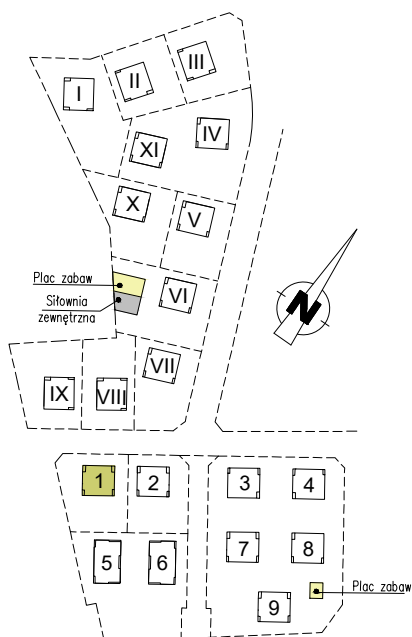 I
II
III
IV
XI
X
V
Plac zabaw
Siłownia
zewnętrzna
VI
N
VII
IX
VIII
1
2
3
4
5
6
7
8
9
Plac zabaw